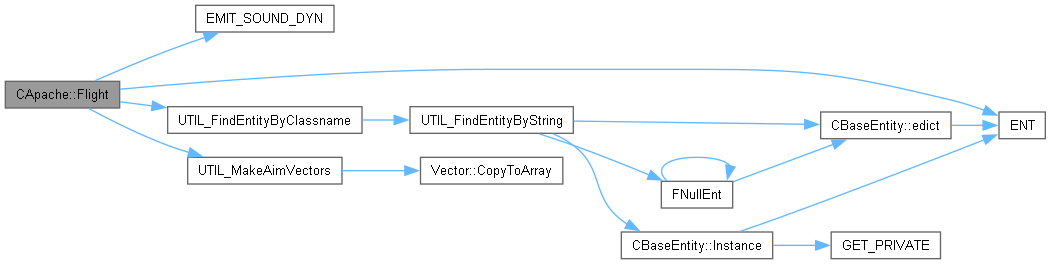 EMIT_SOUND_DYN
CApache::Flight
UTIL_FindEntityByClassname
UTIL_FindEntityByString
CBaseEntity::edict
ENT
UTIL_MakeAimVectors
Vector::CopyToArray
FNullEnt
CBaseEntity::Instance
GET_PRIVATE